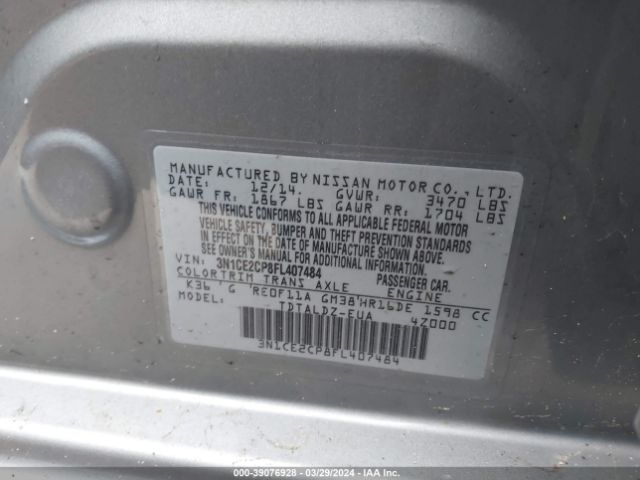 MANUFACTURED BY NISSAN MOTOR CO., LTD.
DATE: 12/14. GVWR: 3470 LBS
GAWR FR: 1867 LBS GAWR RR: 1704 LBS
THIS VEHICLE CONFORMS TO ALL APPLICABLE FEDERAL MOTOR
VEHICLE SAFETY, BUMPER AND THEFT PREVENTION STANDARDS
IN EFFECT ON THE DATE OF MANUFACTURE SHOWN ABOVE.
SEE OWNER'S MANUAL.
VIN: 3N1CE2CP8FL407484 PASSENGER CAR.
COLOR TRIM TRANS AXLE ENGINE
K36 G RE0F11A GM38 HR16DE 1598 CC
MODEL: TDTALDZ-EUA 4Z000
3N1CE2CP8FL407484
000-39076928 - 03/29/2024 - IAA Inc.